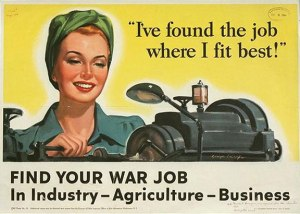 "I've found the job
where I fit best!"
FIND YOUR WAR JOB
In Industry – Agriculture – Business